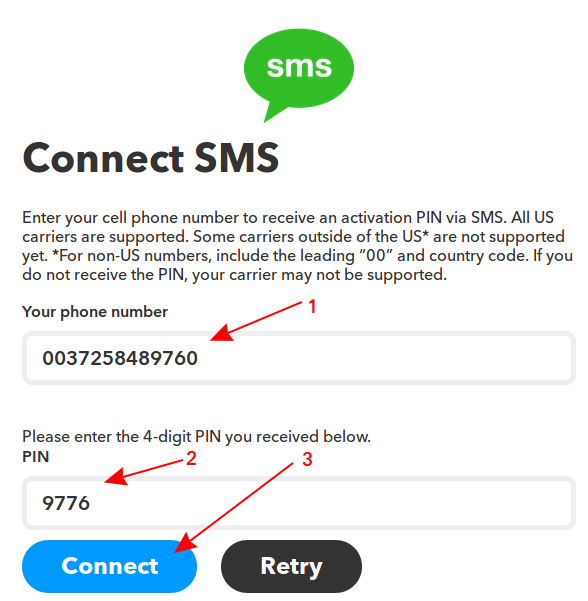 sms
Connect SMS
Enter your cell phone number to receive an activation PIN via SMS. All US
carriers are supported. Some carriers outside of the US* are not supported
yet. *For non-US numbers, include the leading “00” and country code. If you
do not receive the PIN, your carrier may not be supported.
Your phone number
1
0037258489760
Please enter the 4-digit PIN you received below.
PIN
2
3
9776
Connect
Retry